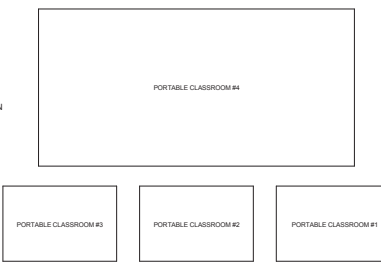 PORTABLE CLASSROOM #4
N
PORTABLE CLASSROOM #3
PORTABLE CLASSROOM #2
PORTABLE CLASSROOM #1